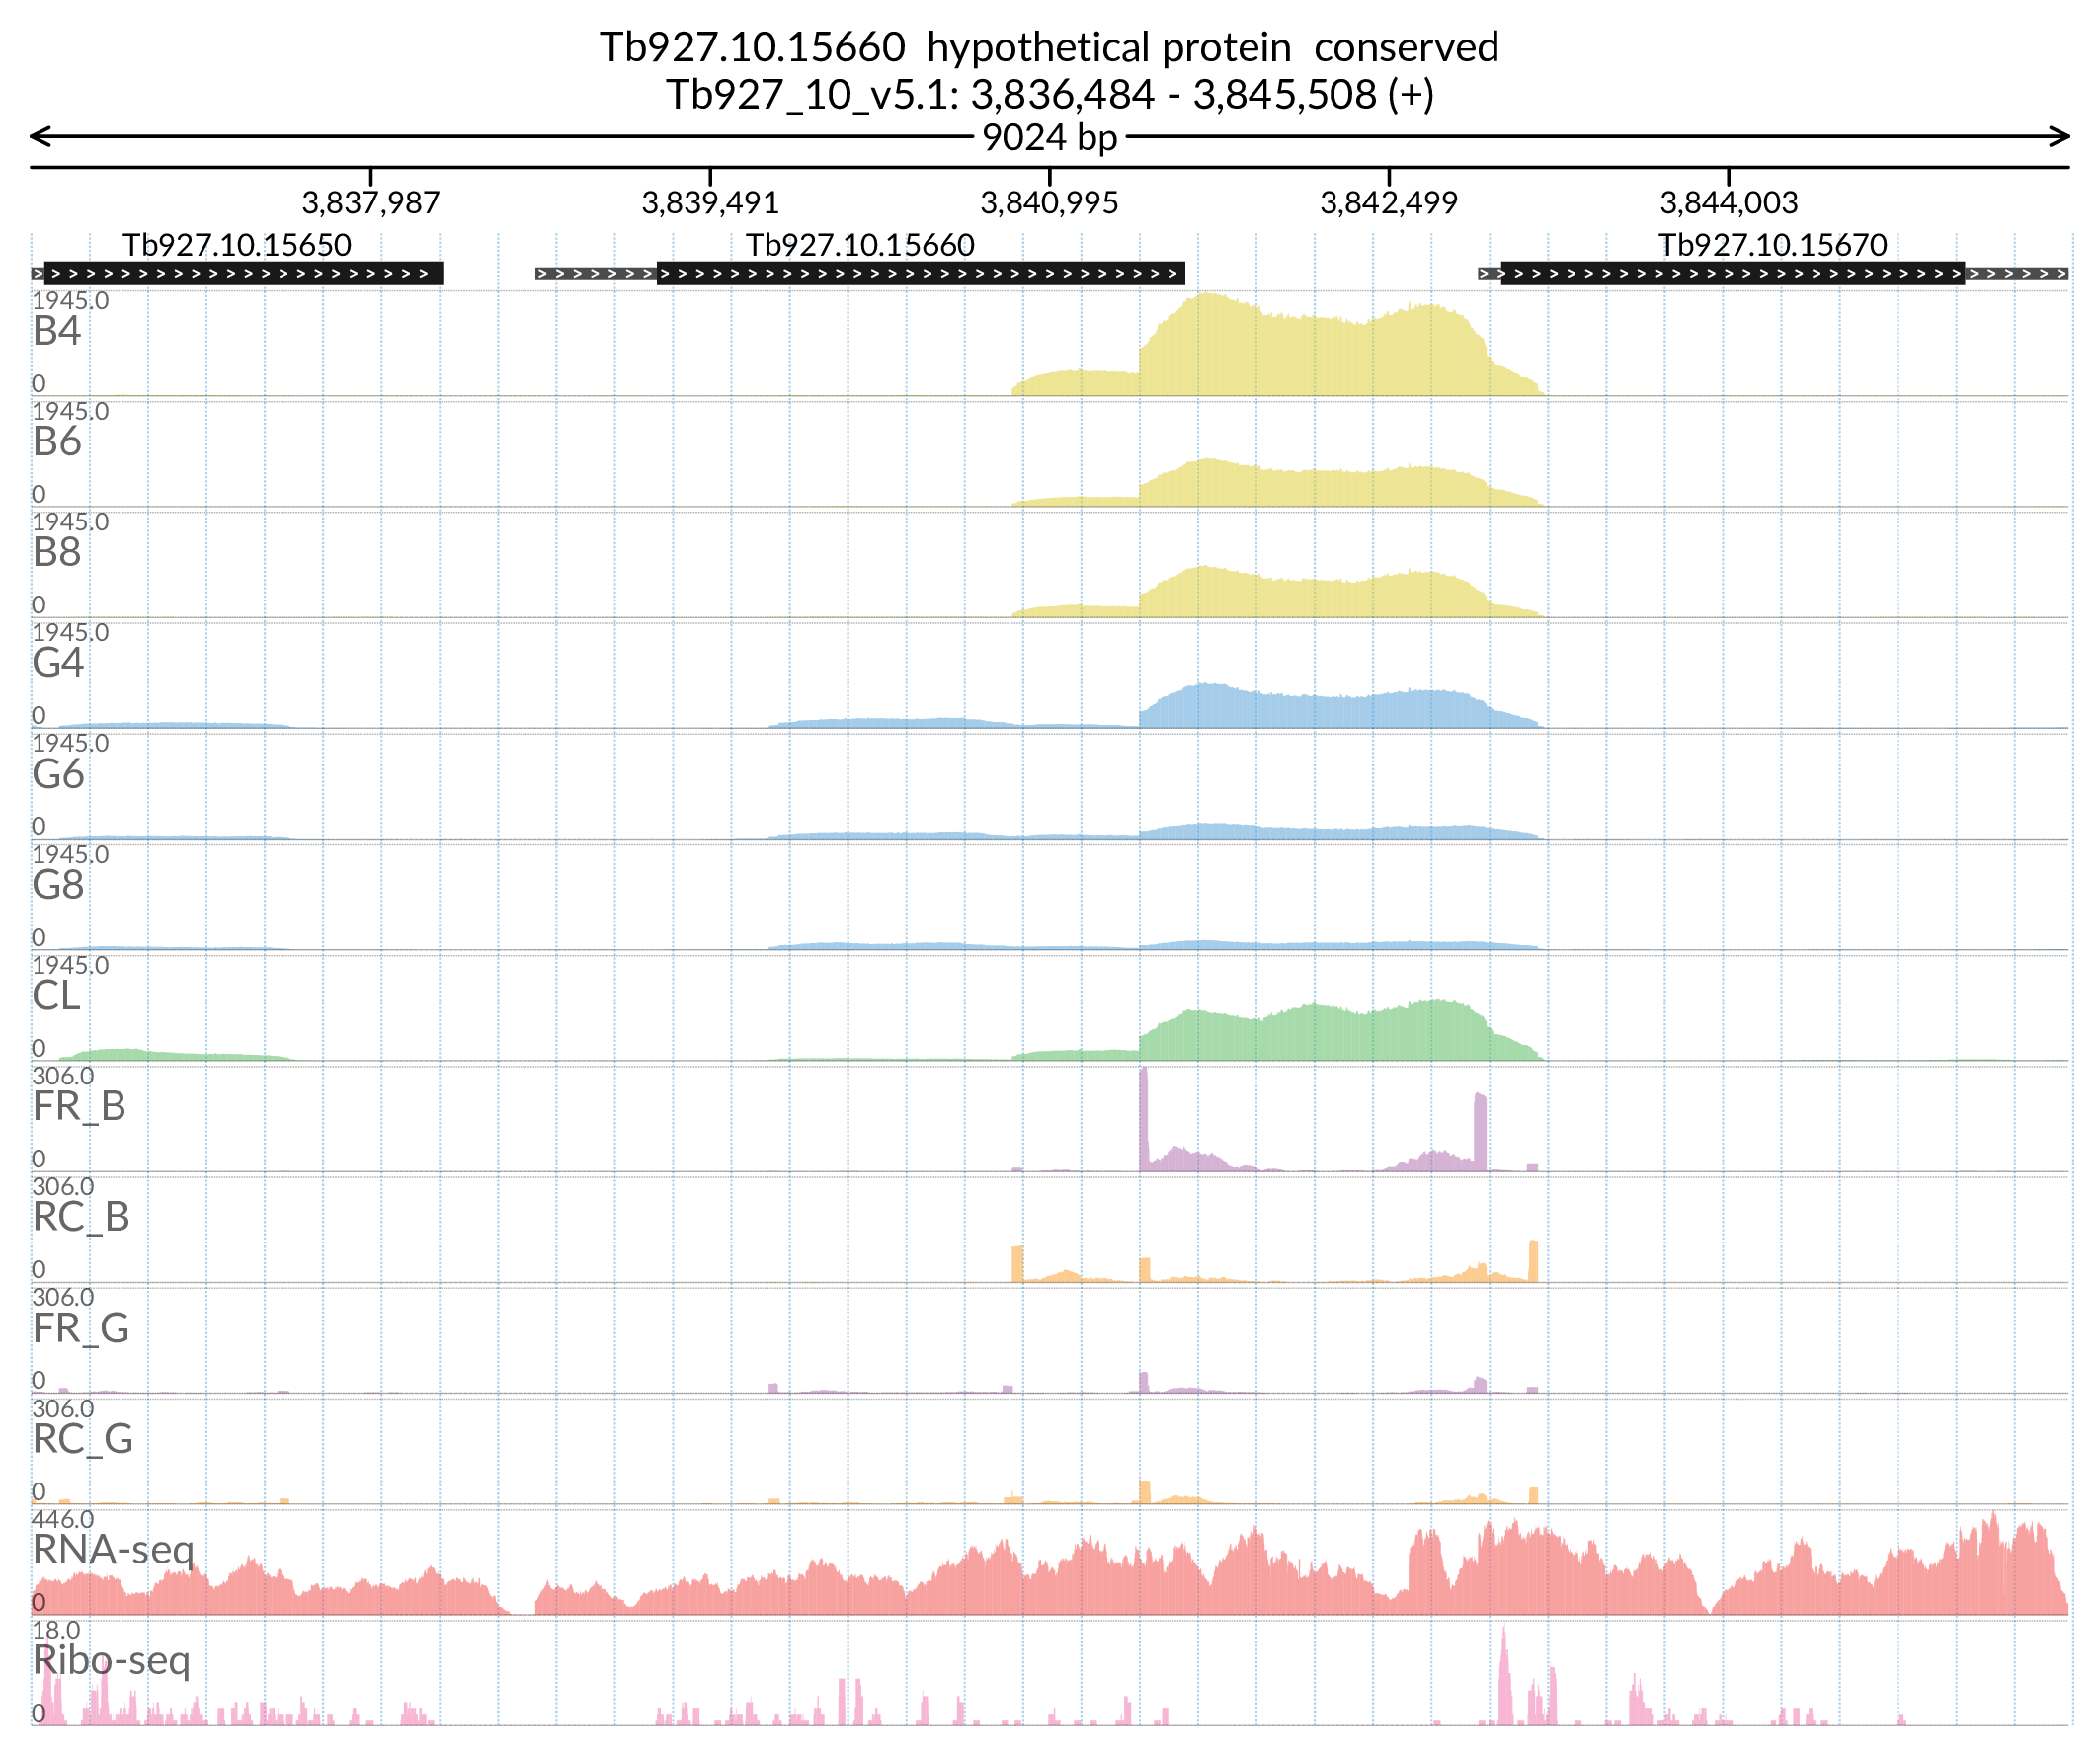 Tb927.10.15660  hypothetical protein  conserved
Tb927_10_v5.1: 3,836,484 - 3,845,508 (+)
9024 bp
3,837,987 3,839,491 3,840,995 3,842,499 3,844,003
Tb927.10.15650 Tb927.10.15660 Tb927.10.15670
1945.0
B4
0
1945.0
B6
0
1945.0
B8
0
1945.0
G4
0
1945.0
G6
0
1945.0
G8
0
1945.0
CL
0
306.0
FR_B
0
306.0
RC_B
0
306.0
FR_G
0
306.0
RC_G
0
446.0
RNA-seq
0
18.0
Ribo-seq
0